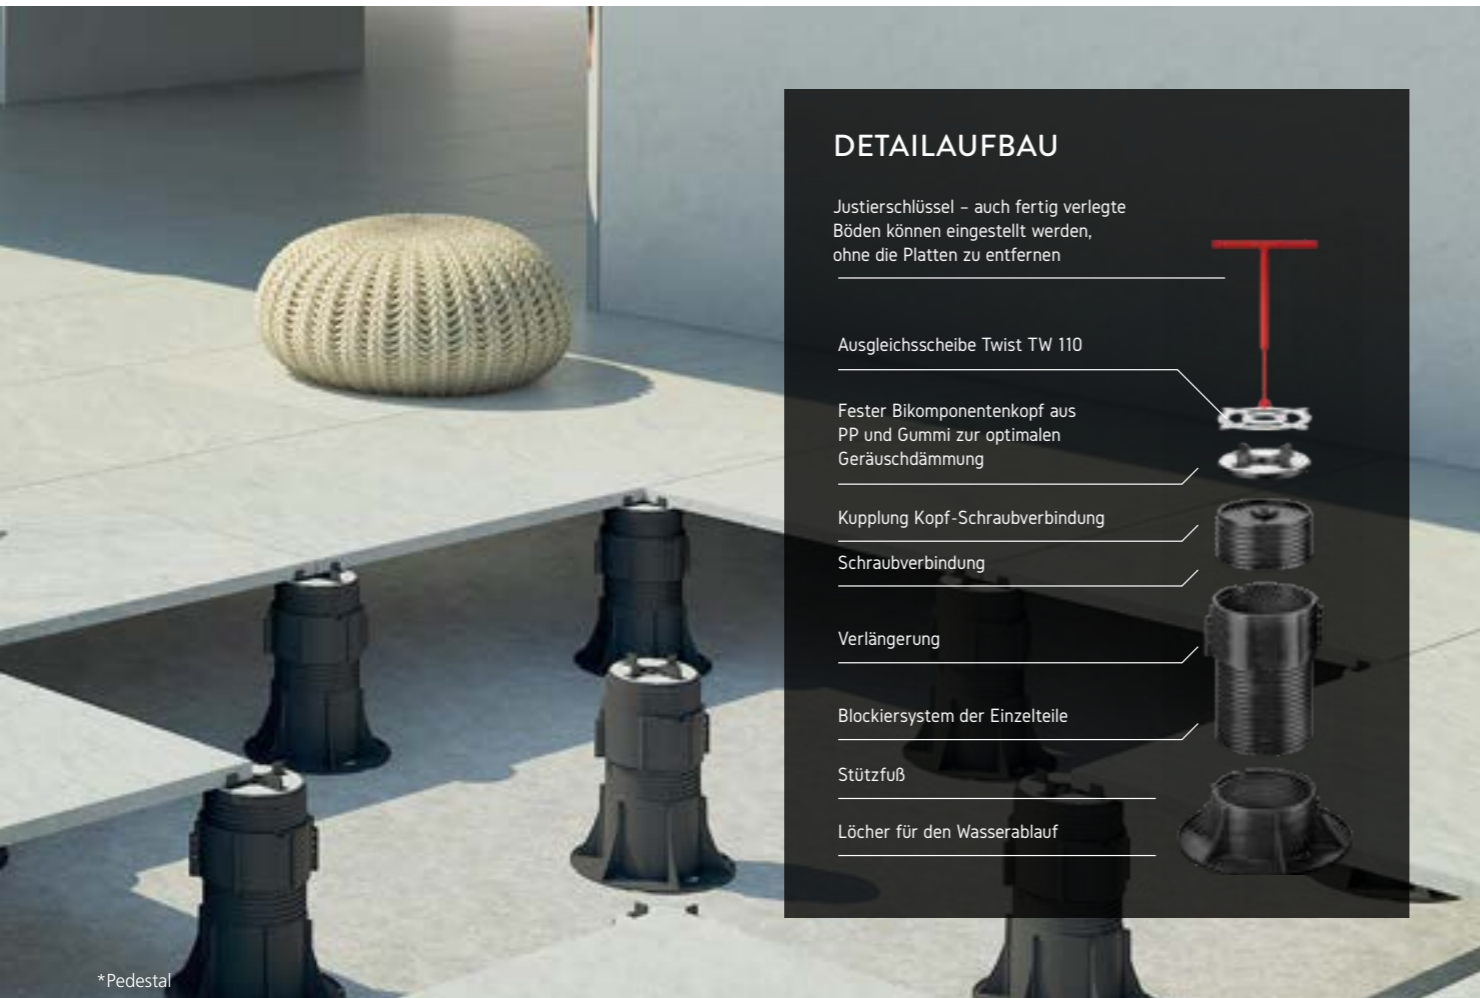 DETAILAUFBAU
Justierschlüssel – auch fertig verlegte
Böden können eingestellt werden,
ohne die Platten zu entfernen
Ausgleichsscheibe Twist TW 110
Fester Bikomponentenkopf aus
PP und Gummi zur optimalen
Geräuschdämmung
Kupplung Kopf-Schraubverbindung
Schraubverbindung
Verlängerung
Blockiersystem der Einzelteile
Stützfuß
Löcher für den Wasserablauf
*Pedestal